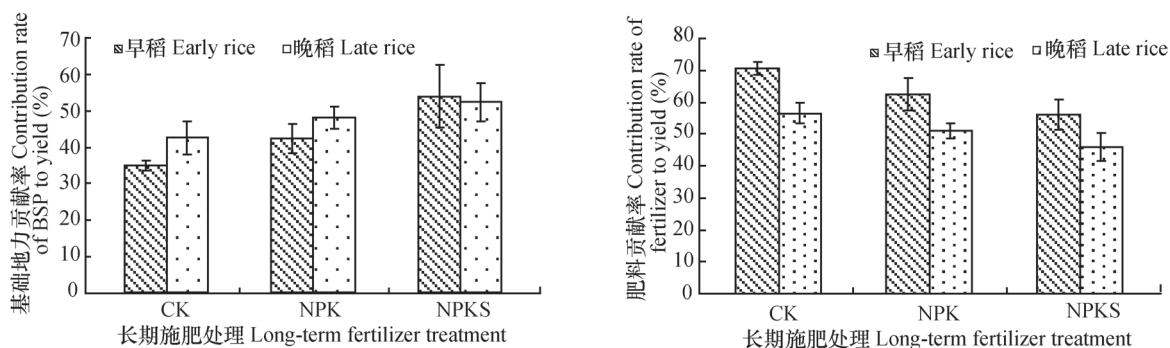 基础地力贡献率 Contribution rate
of BSP to yield (%)
70
60
50
40
30
20
10
0
早稻 Early rice
晚稻 Late rice
CK
NPK
NPKS
长期施肥处理 Long-term fertilizer treatment
肥料贡献率 Contribution rate of
fertilizer to yield (%)
80
70
60
50
40
30
20
10
0
早稻 Early rice
晚稻 Late rice
CK
NPK
NPKS
长期施肥处理 Long-term fertilizer treatment